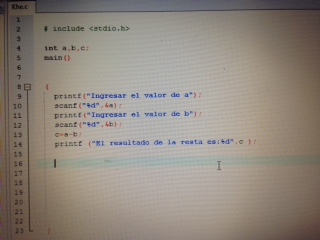 Khe.c
1
2 # include <stdio.h>
3
4 int a,b,c;
5 main()
6
7
8 {
9 printf("Ingresar el valor de a");
10 scanf("%d",&a);
11 printf("Ingresar el valor de b");
12 scanf("%d",&b);
13 c=a-b;
14 printf ("El resultado de la resta es:%d",c );
15
16
17
18
19
20
21
22
23 }